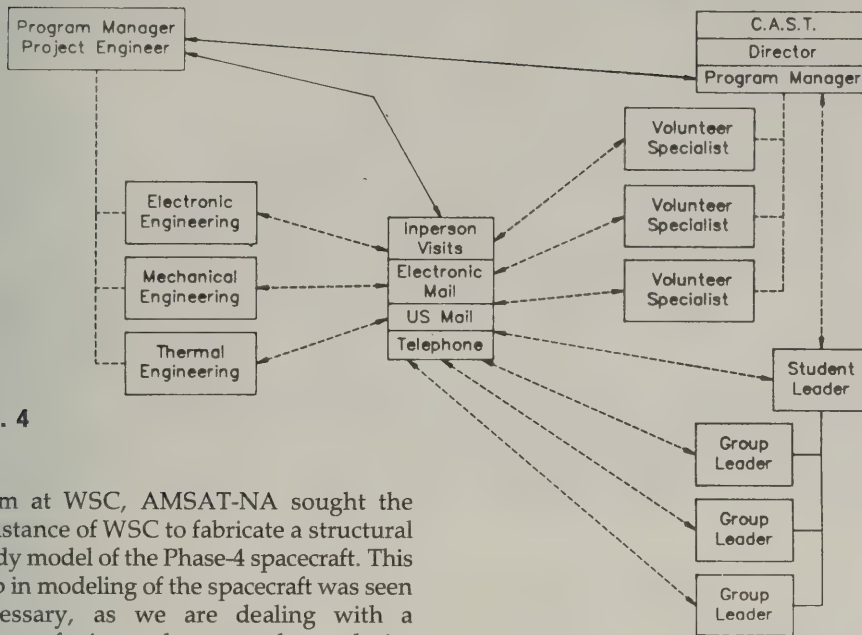 Program Manager
Project Engineer
C.A.S.T.
Director
Program Manager
Volunteer
Specialist
Electronic
Engineering
Volunteer
Specialist
Inperson
Visits
Electronic
Mail
Mechanical
Engineering
Volunteer
Specialist
US Mail
Telephone
Thermal
Engineering
Student
Leader
. 4
Group
Leader
Group
Leader
Group
Leader
m at WSC, AMSAT-NA sought the
istance of WSC to fabricate a structural
dy model of the Phase-4 spacecraft. This
p in modeling of the spacecraft was seen
essary, as we are dealing with a